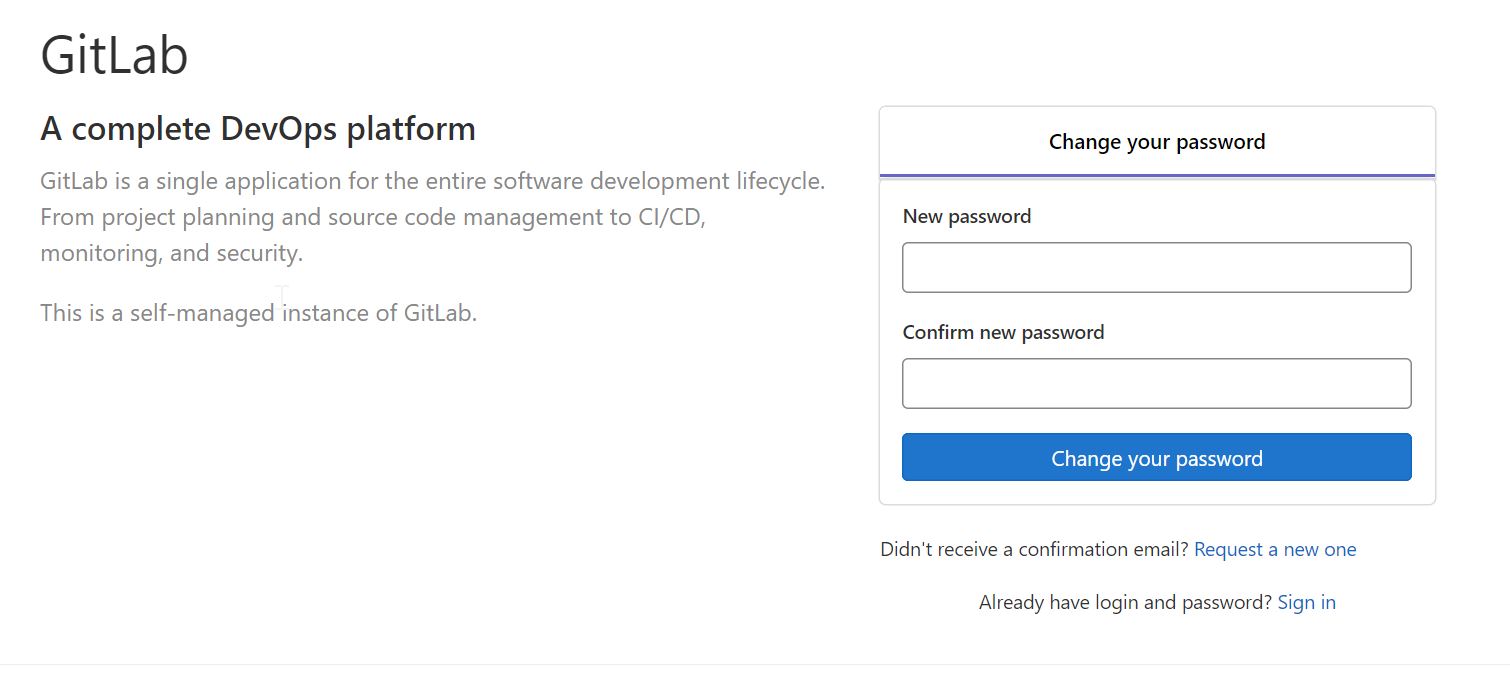 GitLab
A complete DevOps platform
GitLab is a single application for the entire software development lifecycle.
From project planning and source code management to CI/CD,
monitoring, and security.
This is a self-managed instance of GitLab.
Change your password
New password
Confirm new password
Change your password
Didn't receive a confirmation email? Request a new one
Already have login and password? Sign in